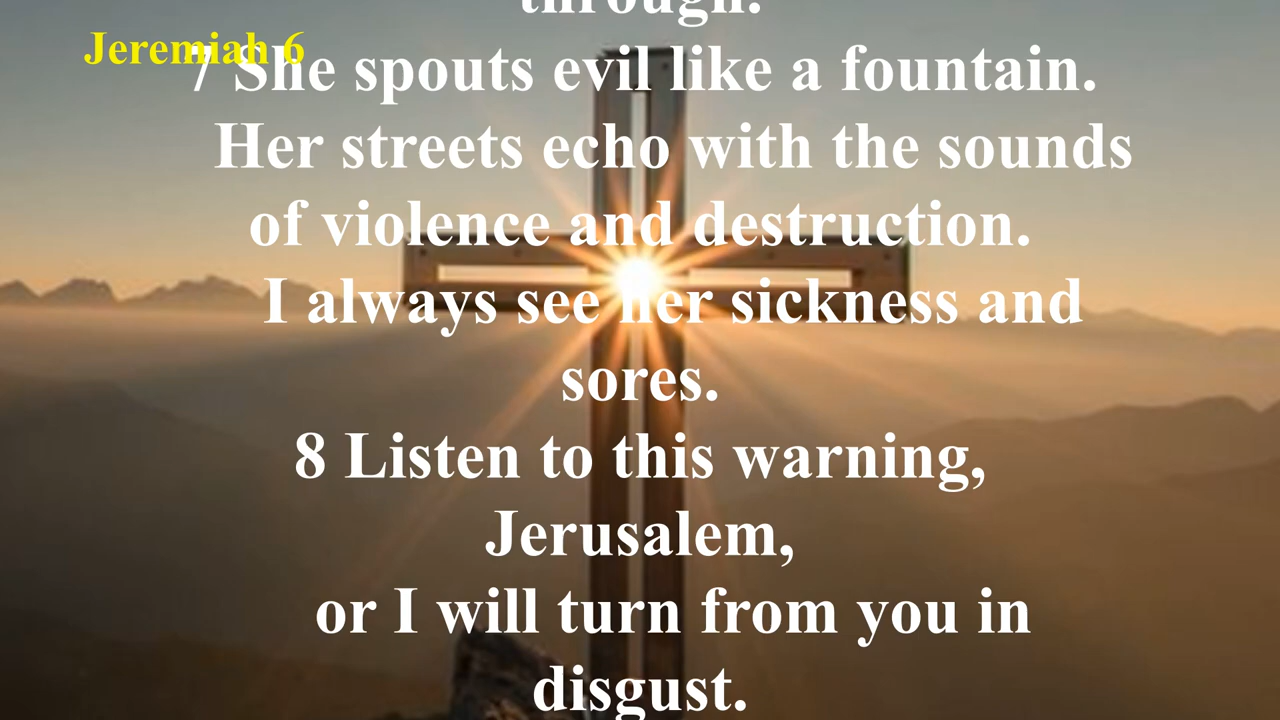 through.
Jeremiah 6
7 She spouts evil like a fountain.
Her streets echo with the sounds
of violence and destruction.
I always see her sickness and
sores.
8 Listen to this warning,
Jerusalem,
or I will turn from you in
disgust.